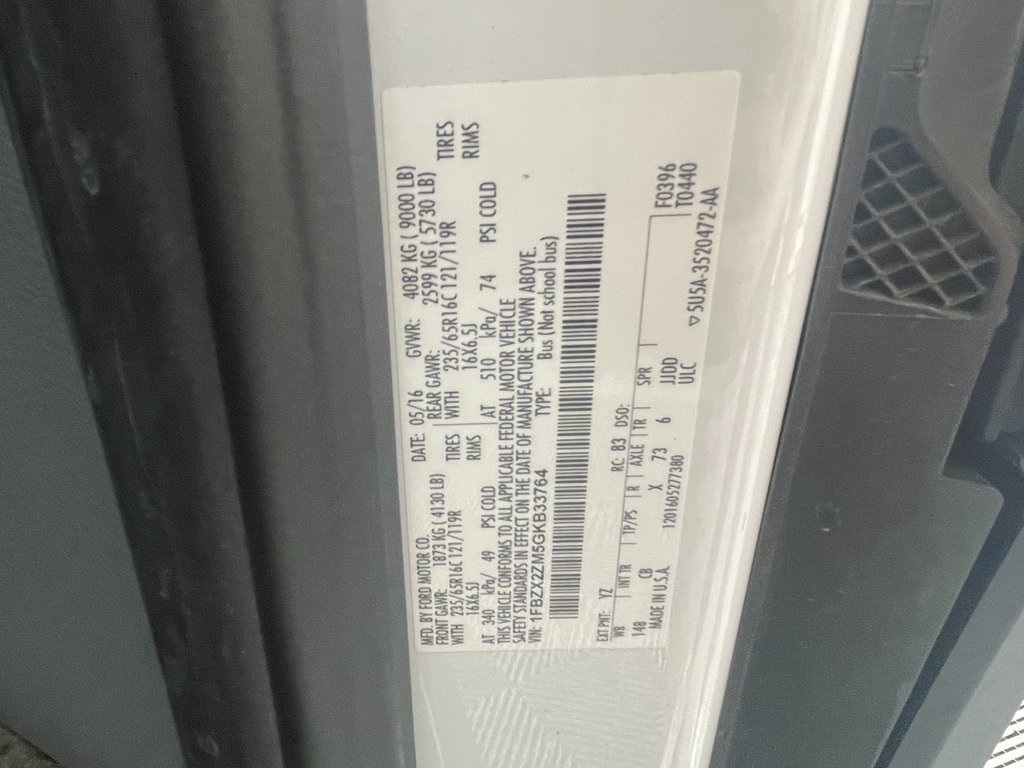 MFD. BY FORD MOTOR CO.
DATE: 05/16 GVWR: 4082 KG ( 9000 LB)
FRONT GAWR: 1873 KG ( 4130 LB)
REAR GAWR: 2599 KG ( 5730 LB)
WITH 235/65R16C 121/119R TIRES
WITH 235/65R16C 121/119R TIRES
16X6.5J RIMS
16X6.5J RIMS
AT 340 kPa/ 49 PSI COLD
AT 510 kPa/ 74 PSI COLD
THIS VEHICLE CONFORMS TO ALL APPLICABLE FEDERAL MOTOR VEHICLE
SAFETY STANDARDS IN EFFECT ON THE DATE OF MANUFACTURE SHOWN ABOVE.
VIN: 1FBZX2ZM5GKB33764 TYPE: Bus (Not school bus)
EXT PNT: YZ RC: B3 DSO:
WB INT TR TP/PS R AXLE TR SPR F0396
148 CB X 73 6 JJDD T0440
MADE IN U.S.A. 1201605277380 ULC
▽ 5U5A-3520472-AA